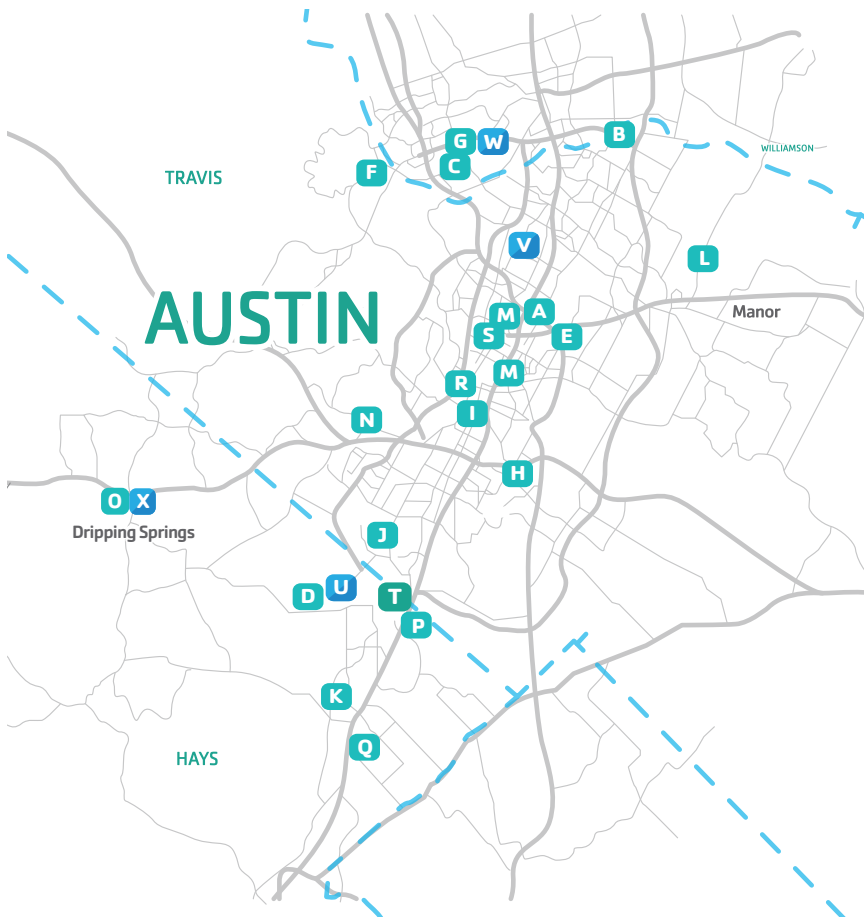 B
G W
WILLIAMSON
C
F
TRAVIS
V
L
AUSTIN
M A
Manor
S E
M
R
I
N
H
O X
Dripping Springs
J
D U T
P
K
Q
HAYS